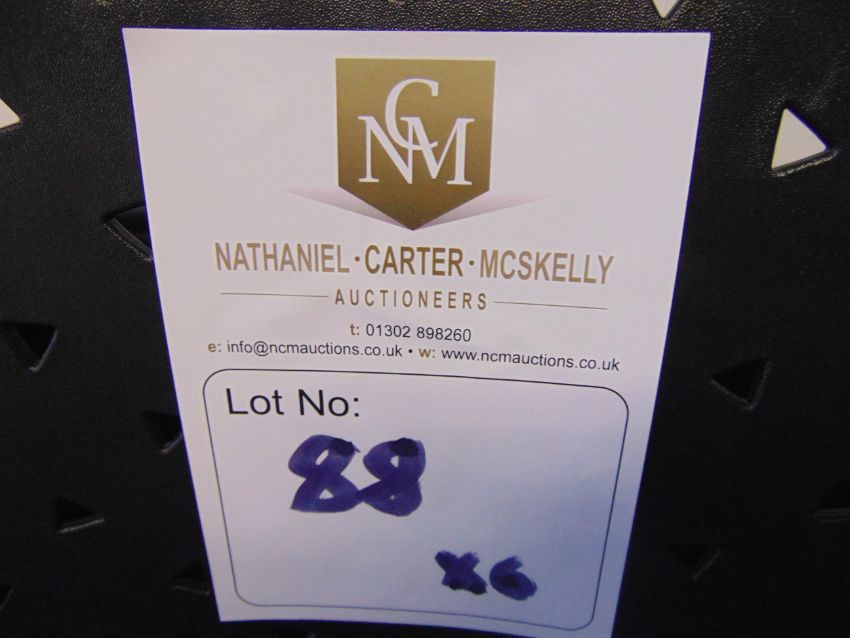 NCM
NATHANIEL · CARTER · MCSKELLY
AUCTIONEERS
t: 01302 898260
e: info@ncmauctions.co.uk • w: www.ncmauctions.co.uk
Lot No:
88
x6